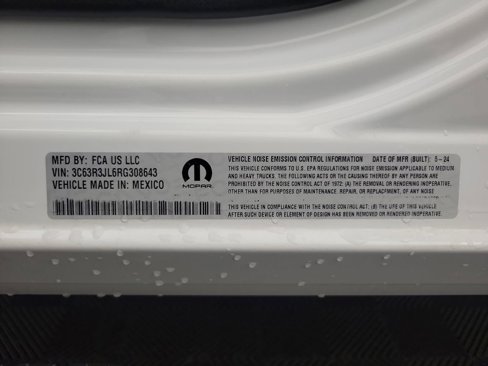 MFD BY: FCA US LLC
VIN: 3C63R3JL6RG308643
VEHICLE MADE IN: MEXICO
MOPAR
VEHICLE NOISE EMISSION CONTROL INFORMATION DATE OF MFR (BUILT): 5-24
THIS VEHICLE CONFORMS TO U.S. EPA REGULATIONS FOR NOISE EMISSION APPLICABLE TO MEDIUM
AND HEAVY TRUCKS. THE FOLLOWING ACTS OR THE CAUSING THEREOF BY ANY PERSON ARE
PROHIBITED BY THE NOISE CONTROL ACT OF 1972: (A) THE REMOVAL OR RENDERING INOPERATIVE,
OTHER THAN FOR PURPOSES OF MAINTENANCE, REPAIR, OR REPLACEMENT, OF ANY NOISE
THIS VEHICLE IN COMPLIANCE WITH THE NOISE CONTROL ACT; (B) THE USE OF THIS VEHICLE
AFTER SUCH DEVICE OR ELEMENT OF DESIGN HAS BEEN REMOVED OR RENDERED INOPERATIVE.